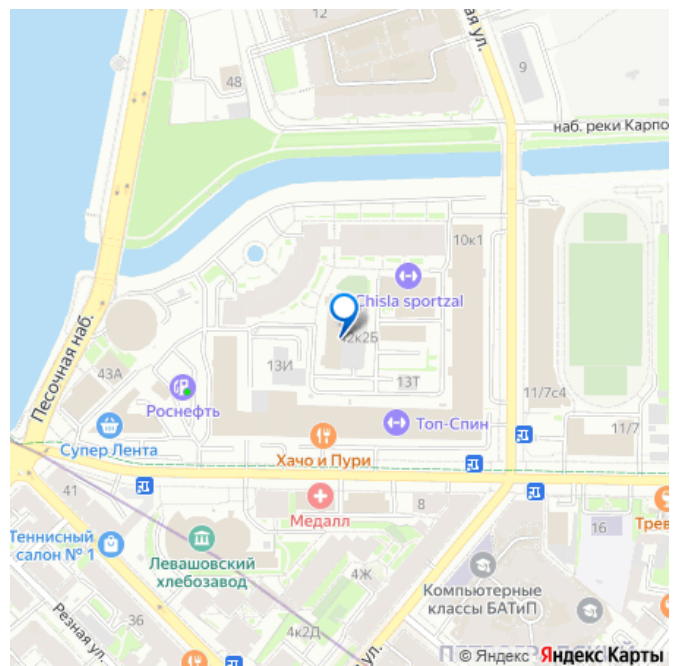 12
ая ул.
9
48
наб. реки Карпо
10к1
Chisla sportzal
42к2Б
Песочная наб.
43А
13И
13Т
Роснефть
11/7с4
Супер Лента
Топ-Спин
11/7
Хачо и Пури
41
8
Медалл
16
Трев
Теннисный
салон № 1
Левашовский
хлебозавод
4Ж
Компьютерные
классы БАТиП
Резная ул.
36
4к2Д
ул.
© Яндекс Яндекс Карты